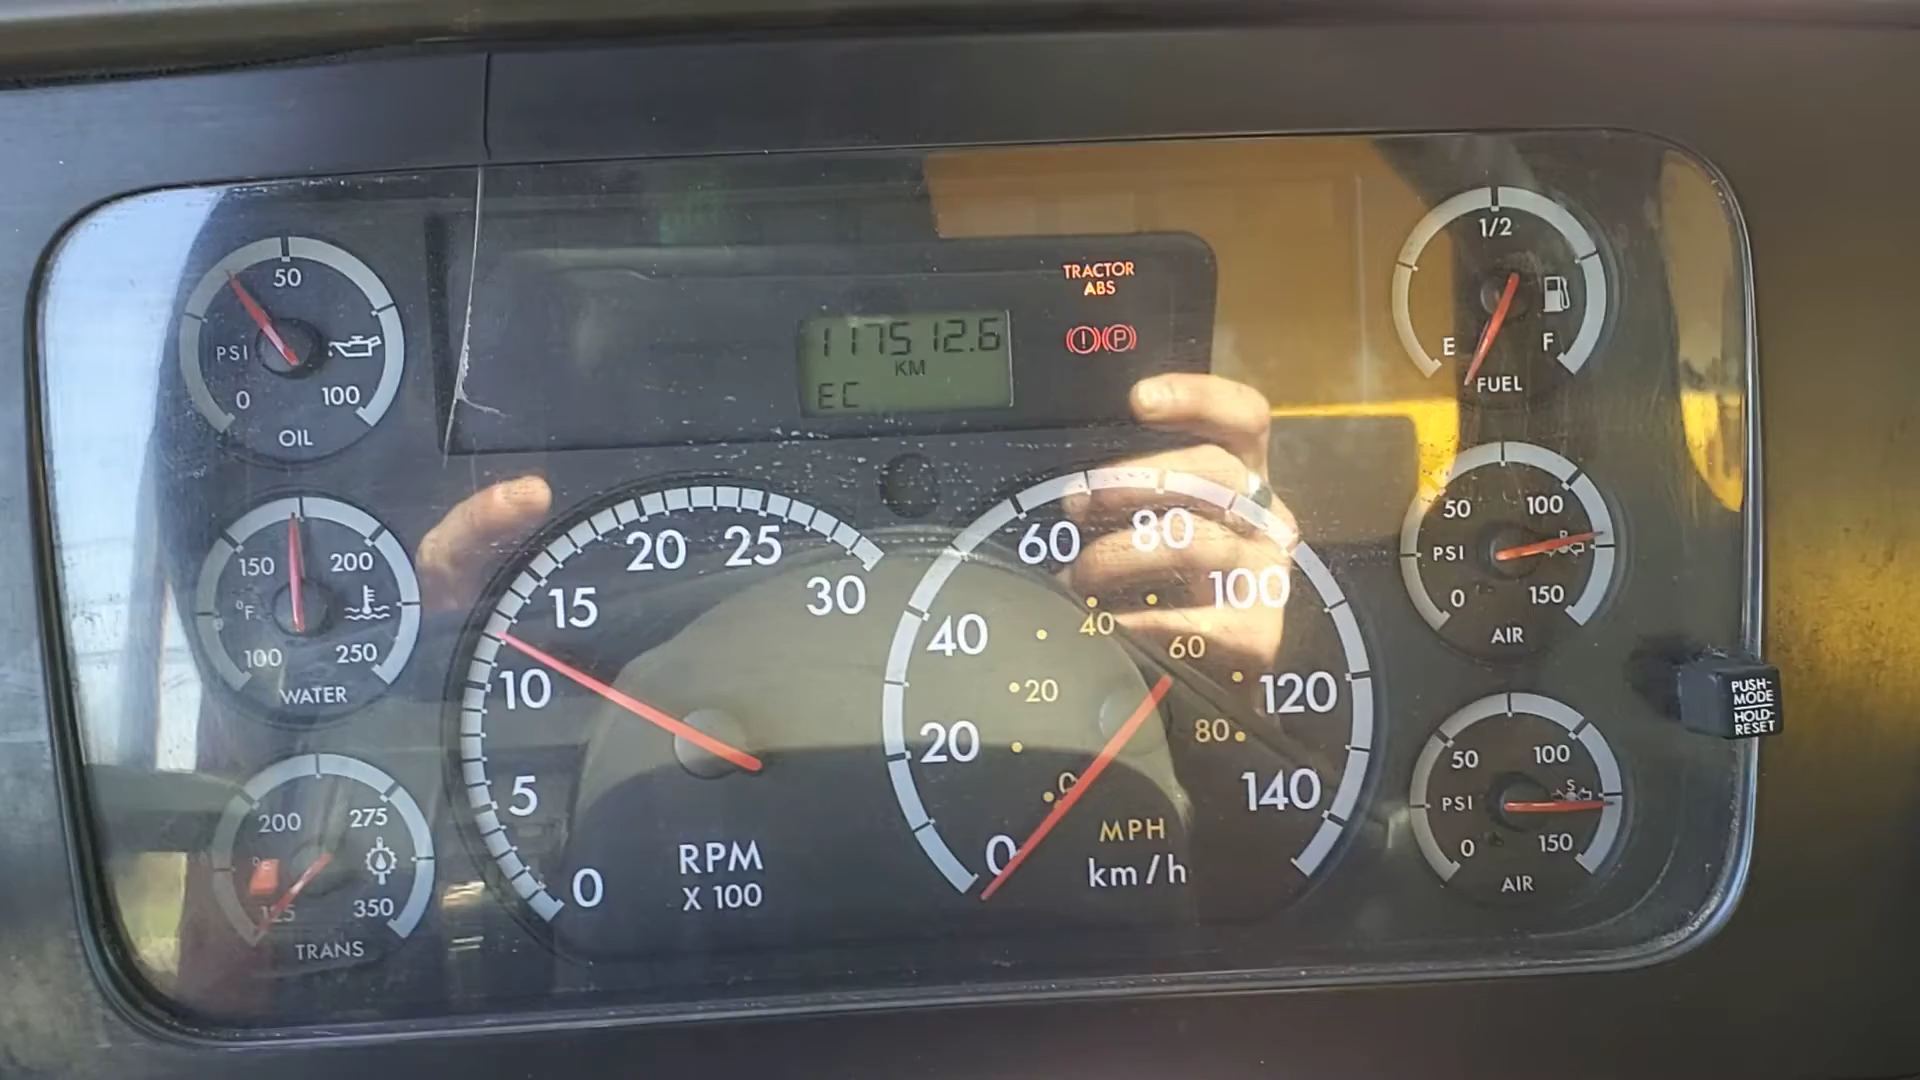 50
PSI
0
100
OIL
150
200
°F
100
250
WATER
200
275
125
350
TRANS
117512.6
KM
EC
TRACTOR
ABS
(!)(P)
0
5
10
15
20
25
30
RPM
X 100
0
20
40
60
80
100
120
140
0
20
40
60
80
MPH
km/h
1/2
E
F
FUEL
50
100
P
PSI
0
150
AIR
50
100
S
PSI
0
150
AIR
PUSH-
MODE
HOLD-
RESET